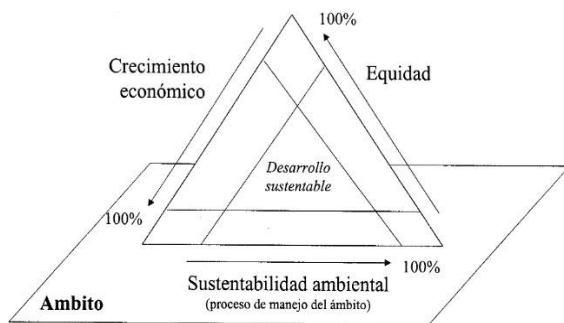 100%
Crecimiento
económico
Equidad
Desarrollo
sustentable
100%
100%
Sustentabilidad ambiental
(proceso de manejo del ámbito)
Ambito